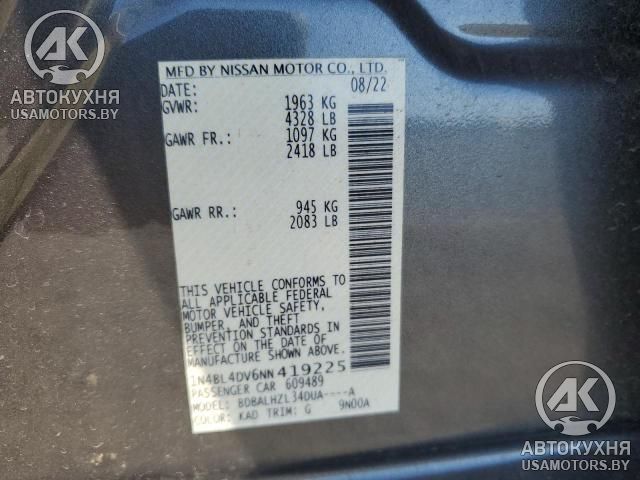 AK
АВТОКУХНЯ
USAMOTORS.BY
MFD BY NISSAN MOTOR CO., LTD.
DATE: 08/22
GVWR: 1963 KG
4328 LB
GAWR FR.: 1097 KG
2418 LB
GAWR RR.: 945 KG
2083 LB
THIS VEHICLE CONFORMS TO
ALL APPLICABLE FEDERAL
MOTOR VEHICLE SAFETY,
BUMPER, AND THEFT
PREVENTION STANDARDS IN
EFFECT ON THE DATE OF
MANUFACTURE SHOWN ABOVE.
1N4BL4DV6NN419225
PASSENGER CAR 609489
MODEL: BDBALHZL34DUA----A
COLOR: KAD TRIM: G 9N00A
AK
АВТОКУХНЯ
USAMOTORS.BY